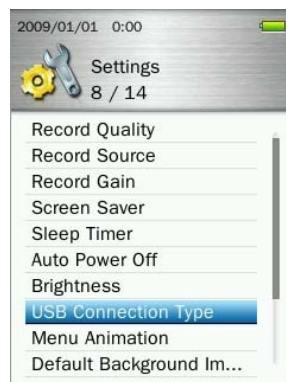 2009/01/01 0:00
Settings
8 / 14
Record Quality
Record Source
Record Gain
Screen Saver
Sleep Timer
Auto Power Off
Brightness
USB Connection Type
Menu Animation
Default Background Im...